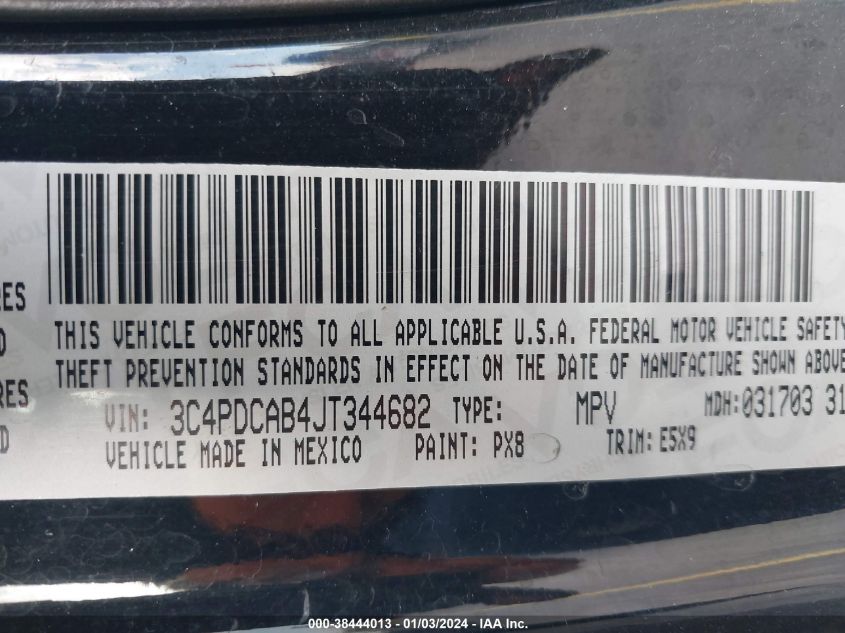 RES
D
RES
D
THIS VEHICLE CONFORMS TO ALL APPLICABLE U.S.A. FEDERAL MOTOR VEHICLE SAFETY
THEFT PREVENTION STANDARDS IN EFFECT ON THE DATE OF MANUFACTURE SHOWN ABOVE
VIN: 3C4PDCAB4JT344682 TYPE: MPV MDH:031703 31
VEHICLE MADE IN MEXICO PAINT: PX8 TRIM: E5X9
000-38444013 - 01/03/2024 - IAA Inc.